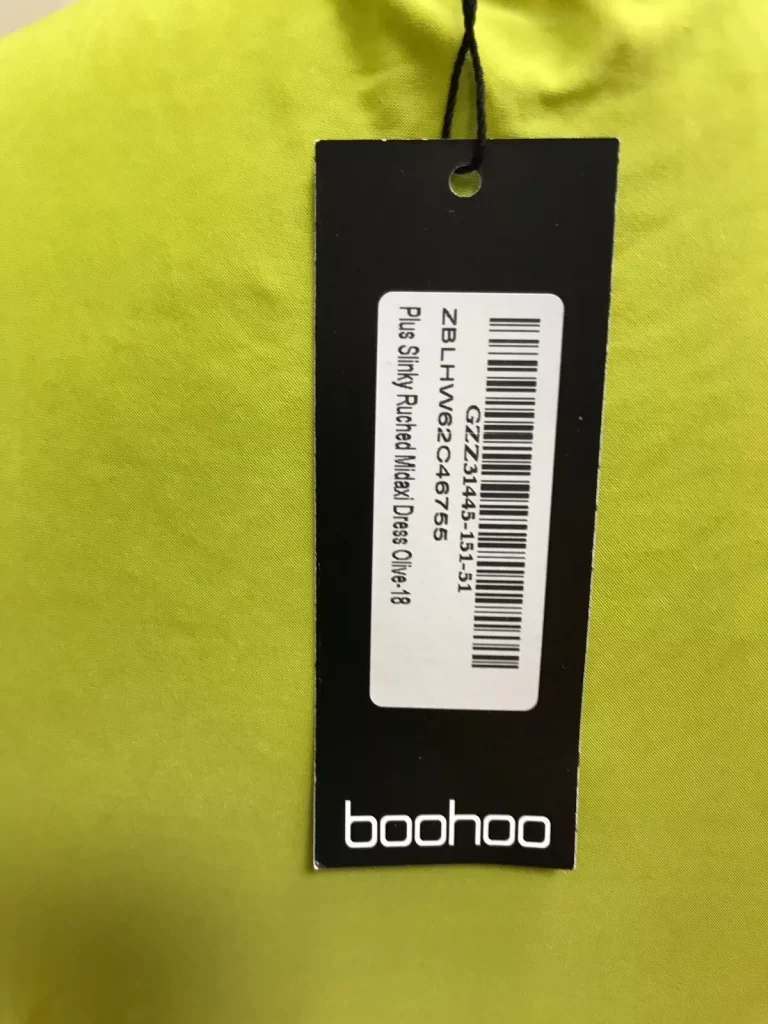 GZZ31445-151-51
ZBLHW62C46755
Plus Slinky Ruched Midaxi Dress Olive-18
boohoo